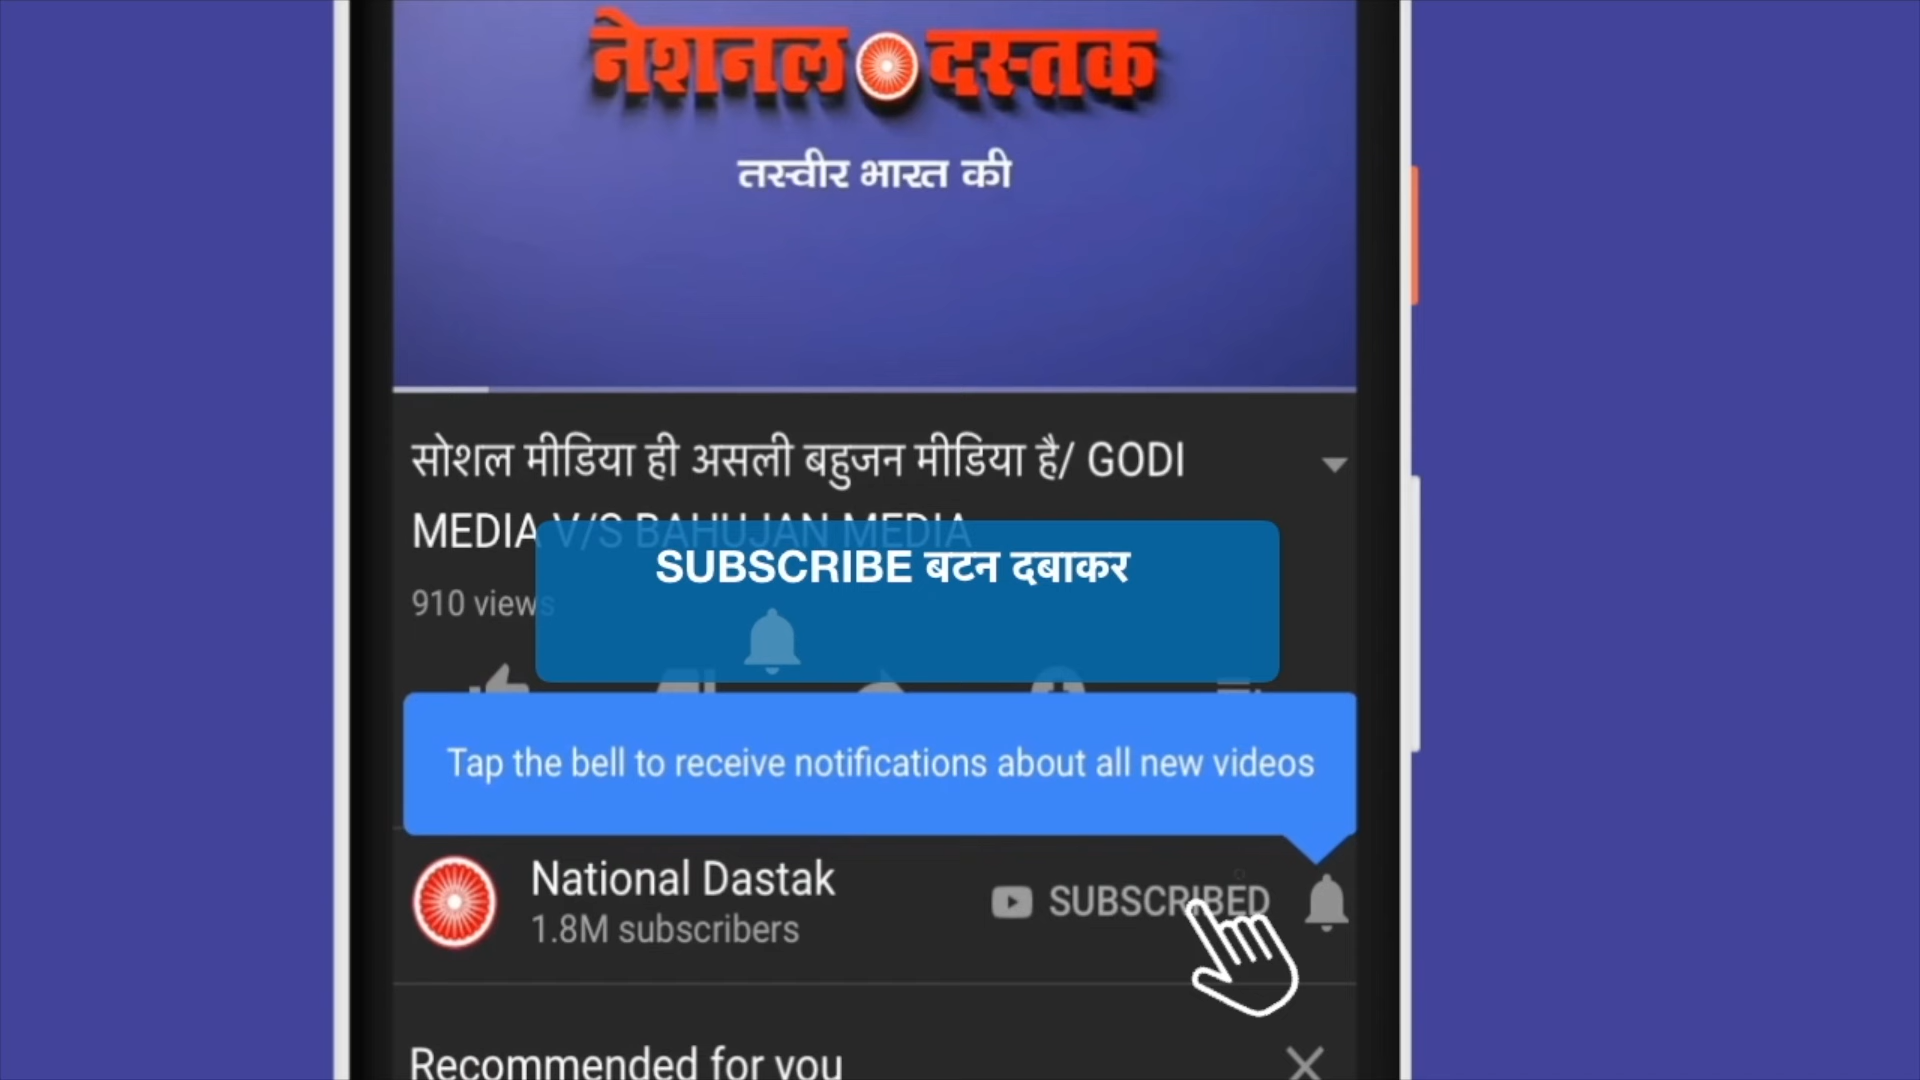 नेशनल दस्तक
तस्वीर भारत की
सोशल मीडिया ही असली बहुजन मीडिया है/ GODI
MEDIA V/S BAHUJAN MEDIA
SUBSCRIBE बटन दबाकर
910 views
Tap the bell to receive notifications about all new videos
National Dastak
SUBSCRIBED
1.8M subscribers
Recommended for you